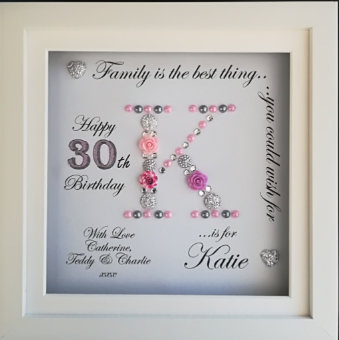 Family is the best thing..
..you could wish for
Happy
30th
Birthday
K
With Love
Catherine,
Teddy & Charlie
xxx
...is for
Katie